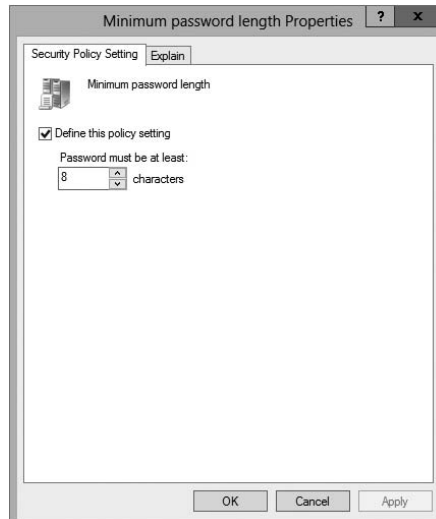 Minimum password length Properties
? x
Security Policy Setting Explain
Minimum password length
Define this policy setting
Password must be at least:
8 characters
OK Cancel Apply